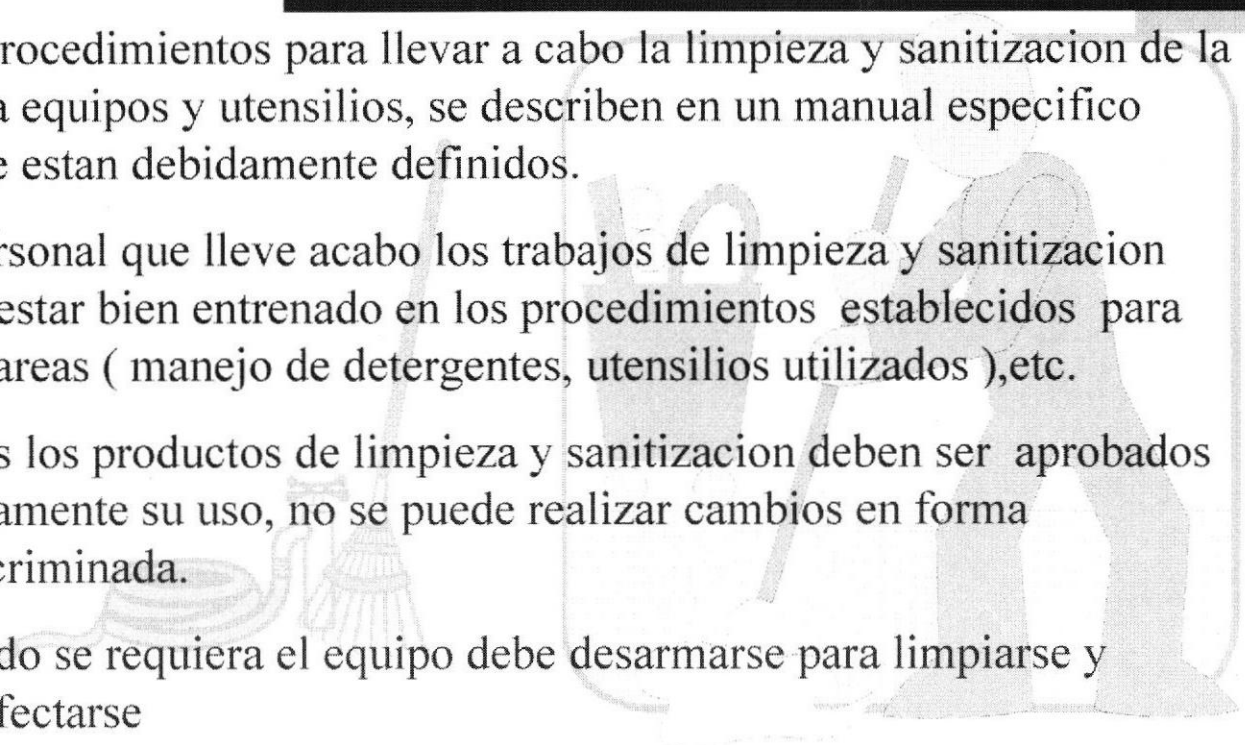 rocedimientos para llevar a cabo la limpieza y sanitizacion de la
a equipos y utensilios, se describen en un manual especifico
e estan debidamente definidos.
rsonal que lleve acabo los trabajos de limpieza y sanitizacion
estar bien entrenado en los procedimientos establecidos para
areas ( manejo de detergentes, utensilios utilizados ),etc.
s los productos de limpieza y sanitizacion deben ser aprobados
amente su uso, no se puede realizar cambios en forma
criminada.
do se requiera el equipo debe desarmarse para limpiarse y
fectarse